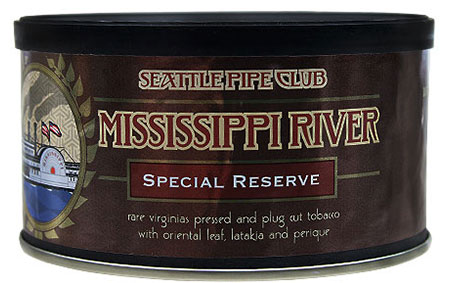 SEATTLE PIPE CLUB
MISSISSIPPI RIVER
SPECIAL RESERVE
rare virginias pressed and plug cut tobacco
with oriental leaf, latakia and perique